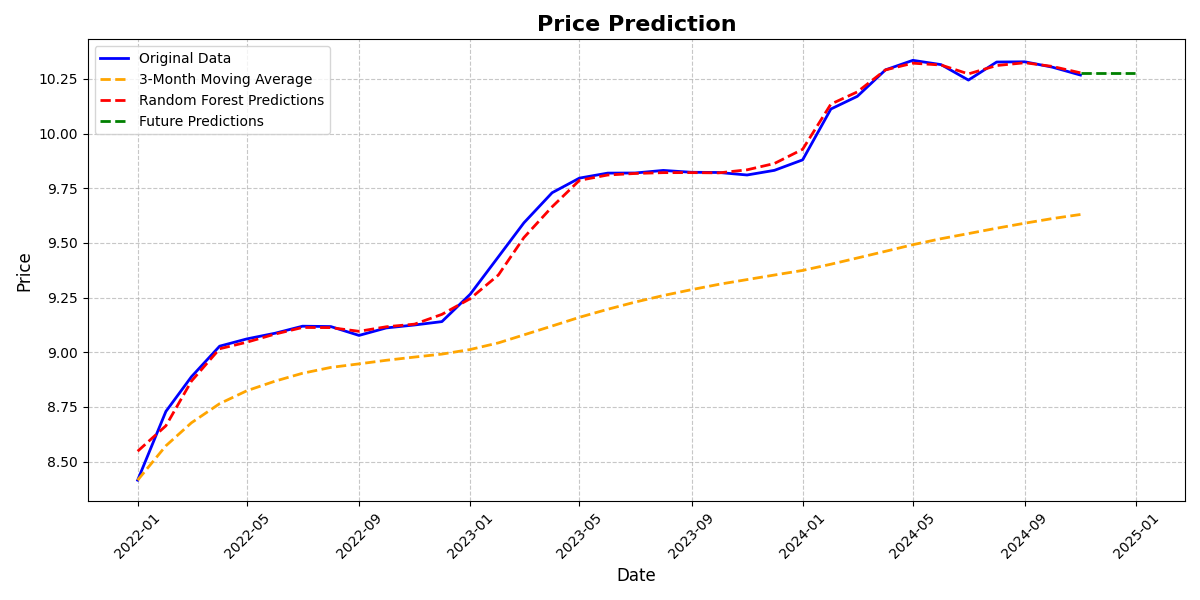 Price Prediction
Original Data
3-Month Moving Average
Random Forest Predictions
Future Predictions
Price
10.25
10.00
9.75
9.50
9.25
9.00
8.75
8.50
2022-01
2022-05
2022-09
2023-01
2023-05
2023-09
2024-01
2024-05
2024-09
2025-01
Date